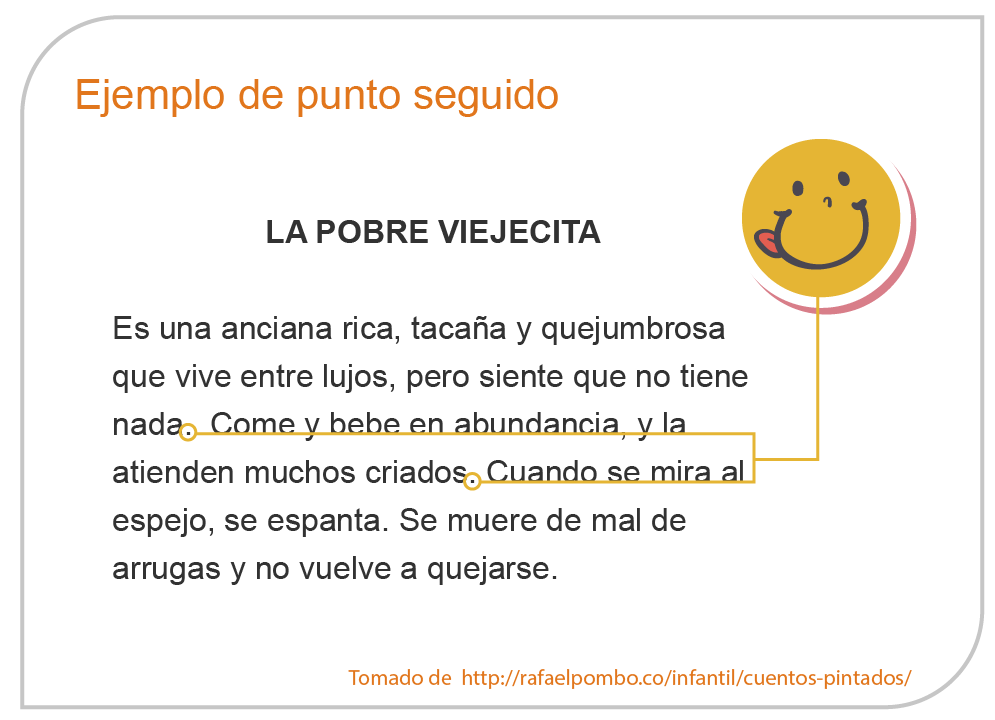 Ejemplo de punto seguido
LA POBRE VIEJECITA
Es una anciana rica, tacaña y quejumbrosa
que vive entre lujos, pero siente que no tiene
nada. Come y bebe en abundancia, y la
atienden muchos criados. Cuando se mira al
espejo, se espanta. Se muere de mal de
arrugas y no vuelve a quejarse.
Tomado de http://rafaelpombo.co/infantil/cuentos-pintados/